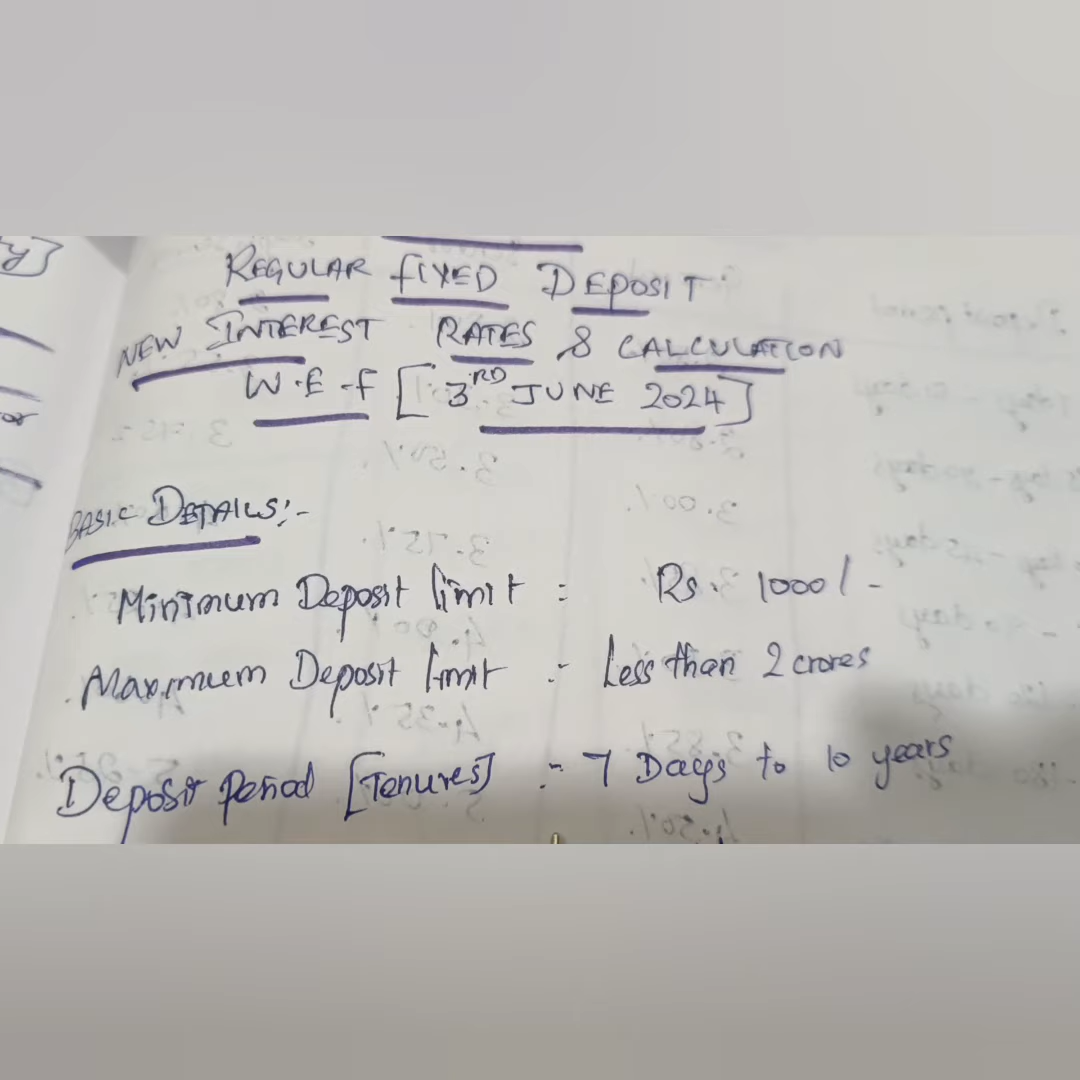 REGULAR FIXED DEPOSIT
NEW INTEREST RATES & CALCULATION
W.E.F [3RD JUNE 2024]
BASIC DETAILS:-
Minimum Deposit limit : Rs. 1000/-
Maximum Deposit limit :- Less than 2 crores
Deposit Period [Tenures] :- 7 Days to 10 years